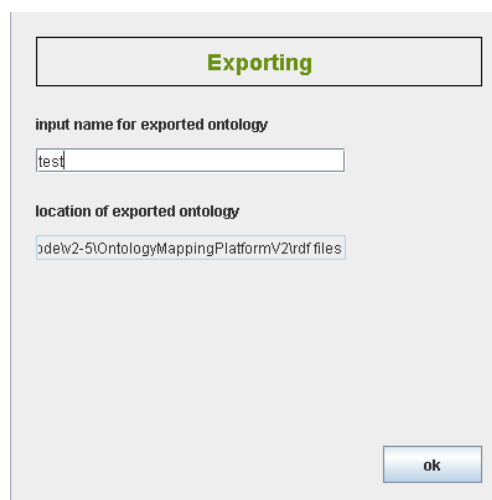 Exporting
input name for exported ontology
test
location of exported ontology
ode\v2-5\OntologyMappingPlatformV2\rdf files
ok